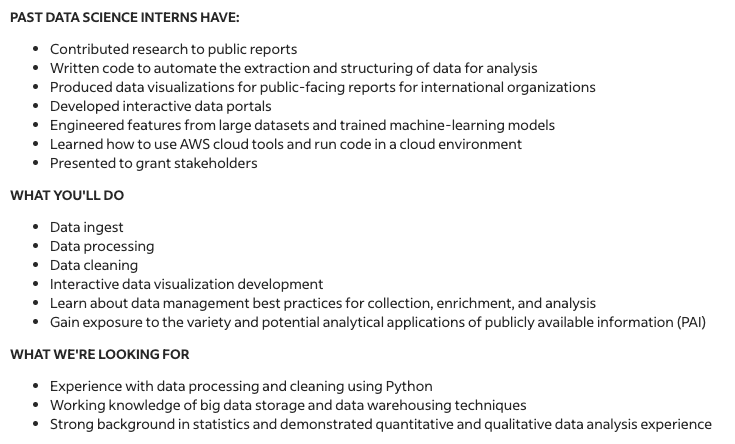 PAST DATA SCIENCE INTERNS HAVE:
• Contributed research to public reports
• Written code to automate the extraction and structuring of data for analysis
• Produced data visualizations for public-facing reports for international organizations
• Developed interactive data portals
• Engineered features from large datasets and trained machine-learning models
• Learned how to use AWS cloud tools and run code in a cloud environment
• Presented to grant stakeholders
WHAT YOU'LL DO
• Data ingest
• Data processing
• Data cleaning
• Interactive data visualization development
• Learn about data management best practices for collection, enrichment, and analysis
• Gain exposure to the variety and potential analytical applications of publicly available information (PAI)
WHAT WE'RE LOOKING FOR
• Experience with data processing and cleaning using Python
• Working knowledge of big data storage and data warehousing techniques
• Strong background in statistics and demonstrated quantitative and qualitative data analysis experience